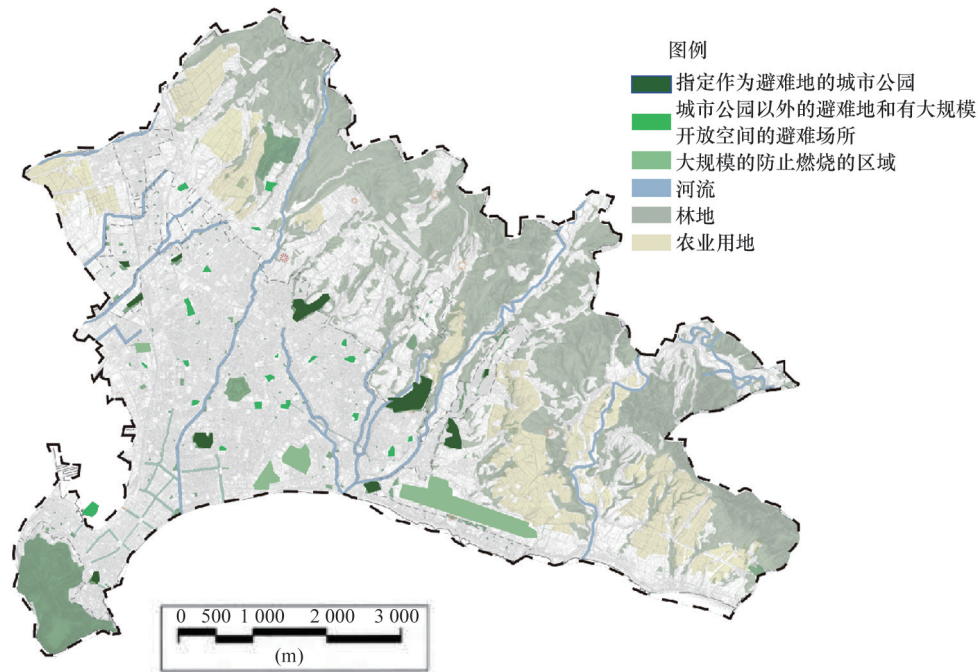 图例
指定作为避难地的城市公园
城市公园以外的避难地和有大规模
开放空间的避难场所
大规模的防止燃烧的区域
河流
林地
农业用地
0 500 1 000 2 000 3 000
(m)